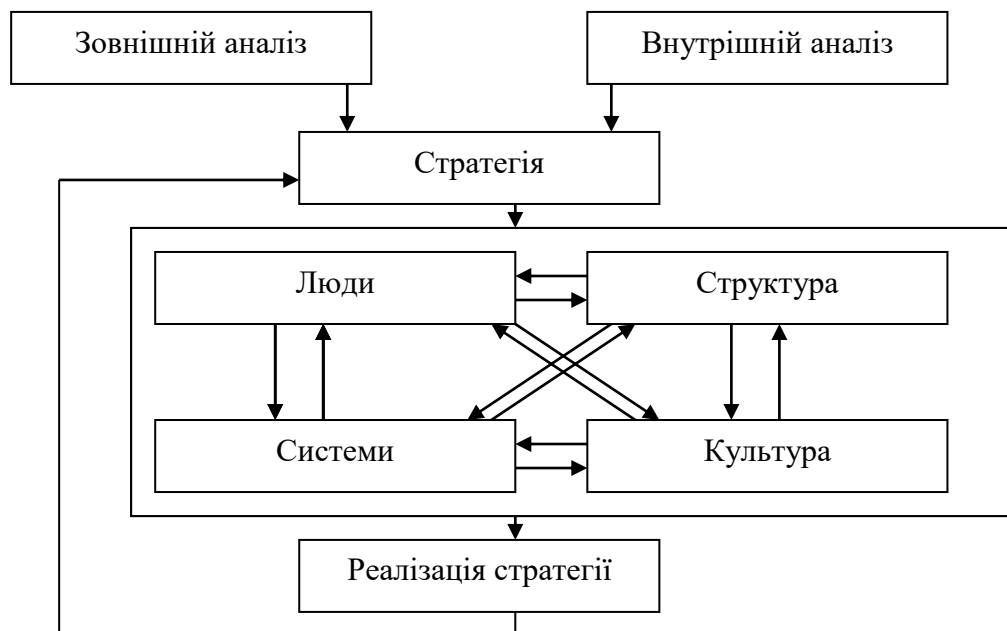 Зовнішній аналіз
Внутрішній аналіз
Стратегія
Люди
Структура
Системи
Культура
Реалізація стратегії